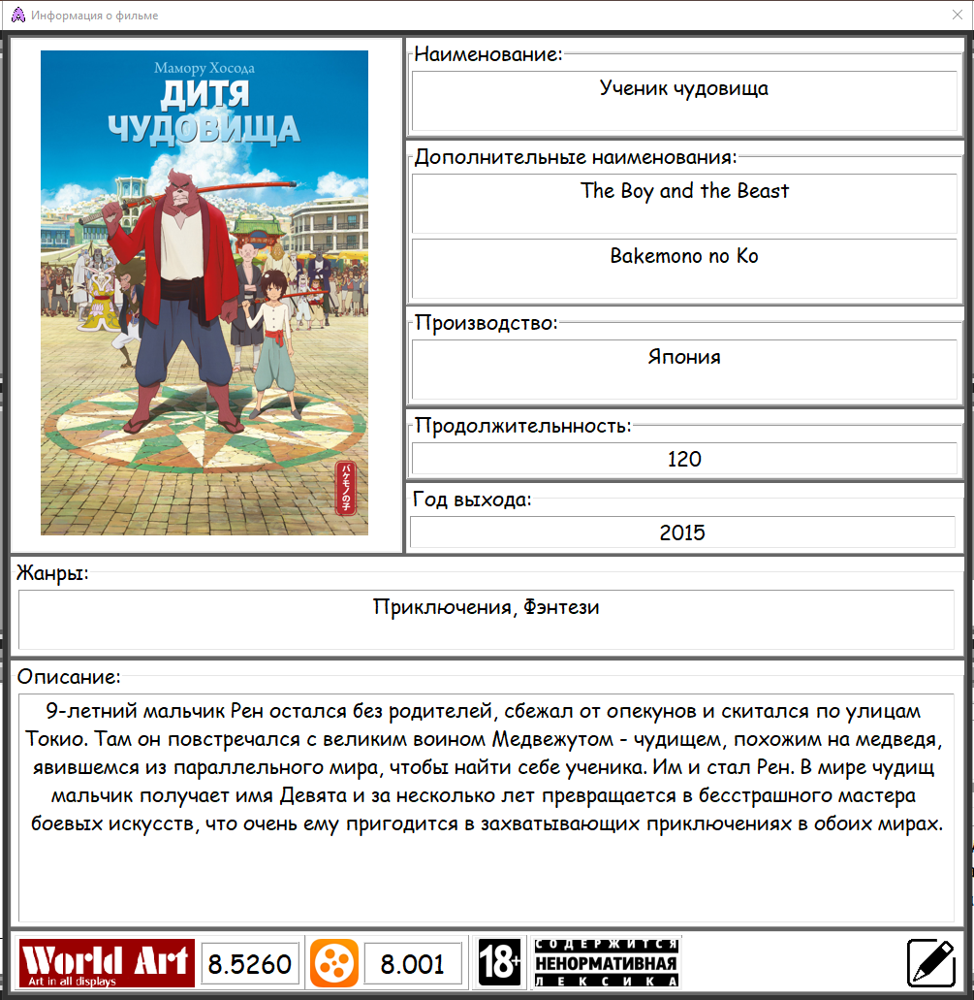 Информация о фильме
Мамору Хосода
ДИТЯ
ЧУДОВИЩА
バケモノの子
Наименование:
Ученик чудовища
Дополнительные наименования:
The Boy and the Beast
Bakemono no Ko
Производство:
Япония
Продолжительнность:
120
Год выхода:
2015
Жанры:
Приключения, Фэнтези
Описание:
9-летний мальчик Рен остался без родителей, сбежал от опекунов и скитался по улицам
Токио. Там он повстречался с великим воином Медвежутом - чудищем, похожим на медведя,
явившемся из параллельного мира, чтобы найти себе ученика. Им и стал Рен. В мире чудищ
мальчик получает имя Девята и за несколько лет превращается в бесстрашного мастера
боевых искусств, что очень ему пригодится в захватывающих приключениях в обоих мирах.
World Art
Art in all displays
8.5260
8.001
18+
СОДЕРЖИТСЯ
НЕНОРМАТИВНАЯ
ЛЕКСИКА